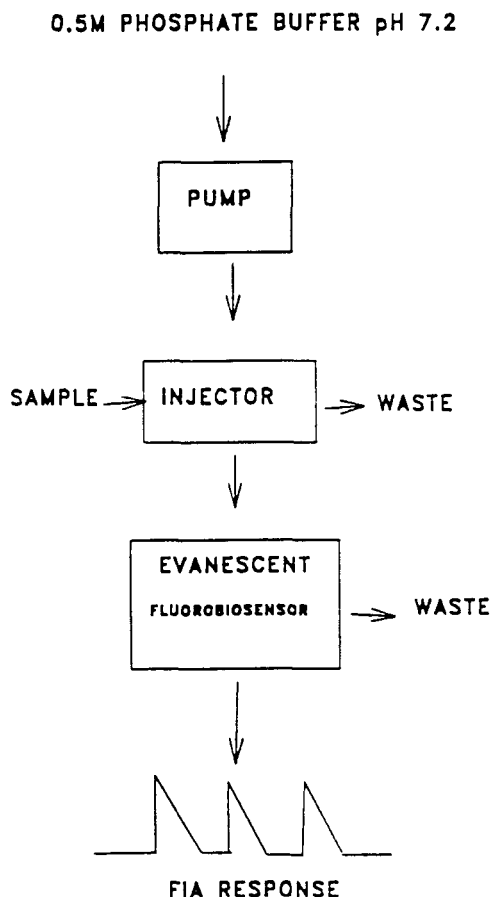 0.5M PHOSPHATE BUFFER pH 7.2
PUMP
SAMPLE
INJECTOR
WASTE
EVANESCENT
FLUOROBIOSENSOR
WASTE
FIA RESPONSE